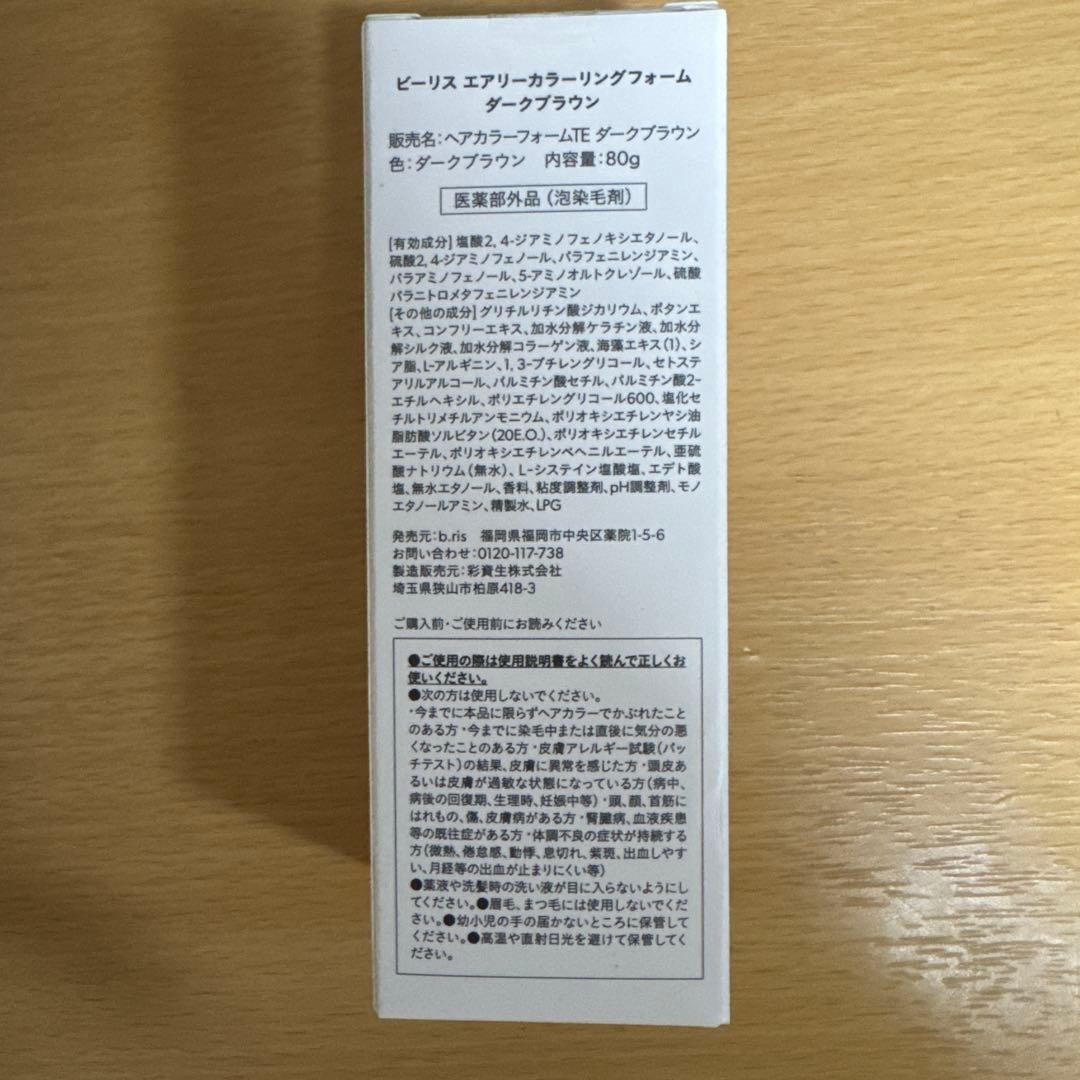 ビーリス エアリーカラーリングフォーム
ダークブラウン
販売名:ヘアカラーフォームTE ダークブラウン
色:ダークブラウン 内容量:80g
医薬部外品(泡染毛剤)
[有効成分]塩酸2, 4-ジアミノフェノキシエタノール、
硫酸2, 4-ジアミノフェノール、パラフェニレンジアミン、
パラアミノフェノール、5-アミノオルトクレゾール、硫酸
パラニトロメタフェニレンジアミン
[その他の成分]グリチルリチン酸ジカリウム、ボタンエ
キス、コンフリーエキス、加水分解ケラチン液、加水分
解シルク液、加水分解コラーゲン液、海藻エキス(1)、シ
ア脂、L-アルギニン、1, 3-ブチレングリコール、セトステ
アリルアルコール、パルミチン酸セチル、パルミチン酸2-
エチルヘキシル、ポリエチレングリコール600、塩化セ
チルトリメチルアンモニウム、ポリオキシエチレンヤシ油
脂肪酸ソルビタン(20E.O.)、ポリオキシエチレンセチル
エーテル、ポリオキシエチレンベヘニルエーテル、亜硫
酸ナトリウム(無水)、L-システイン塩酸塩、エデト酸
塩、無水エタノール、香料、粘度調整剤、pH調整剤、モノ
エタノールアミン、精製水、LPG
発売元:b.ris 福岡県福岡市中央区薬院1-5-6
お問い合わせ:0120-117-738
製造販売元:彩資生株式会社
埼玉県狭山市柏原418-3
ご購入前・ご使用前にお読みください
●ご使用の際は使用説明書をよく読んで正しくお
使いください。
●次の方は使用しないでください。
・今までに本品に限らずヘアカラーでかぶれたこと
のある方・今までに染毛中または直後に気分の悪
くなったことのある方・皮膚アレルギー試験(パッ
チテスト)の結果、皮膚に異常を感じた方・頭皮あ
るいは皮膚が過敏な状態になっている方(病中、
病後の回復期、生理時、妊娠中等)・頭、顔、首筋に
はれもの、傷、皮膚病がある方・腎臓病、血液疾患
等の既往症がある方・体調不良の症状が持続する
方(微熱、倦怠感、動悸、息切れ、紫斑、出血しやす
い、月経等の出血が止まりにくい等)
●薬液や洗髪時の洗い液が目に入らないようにし
てください。●眉毛、まつ毛には使用しないでくだ
さい。●幼小児の手の届かないところに保管して
ください。●高温や直射日光を避けて保管してくだ
さい。